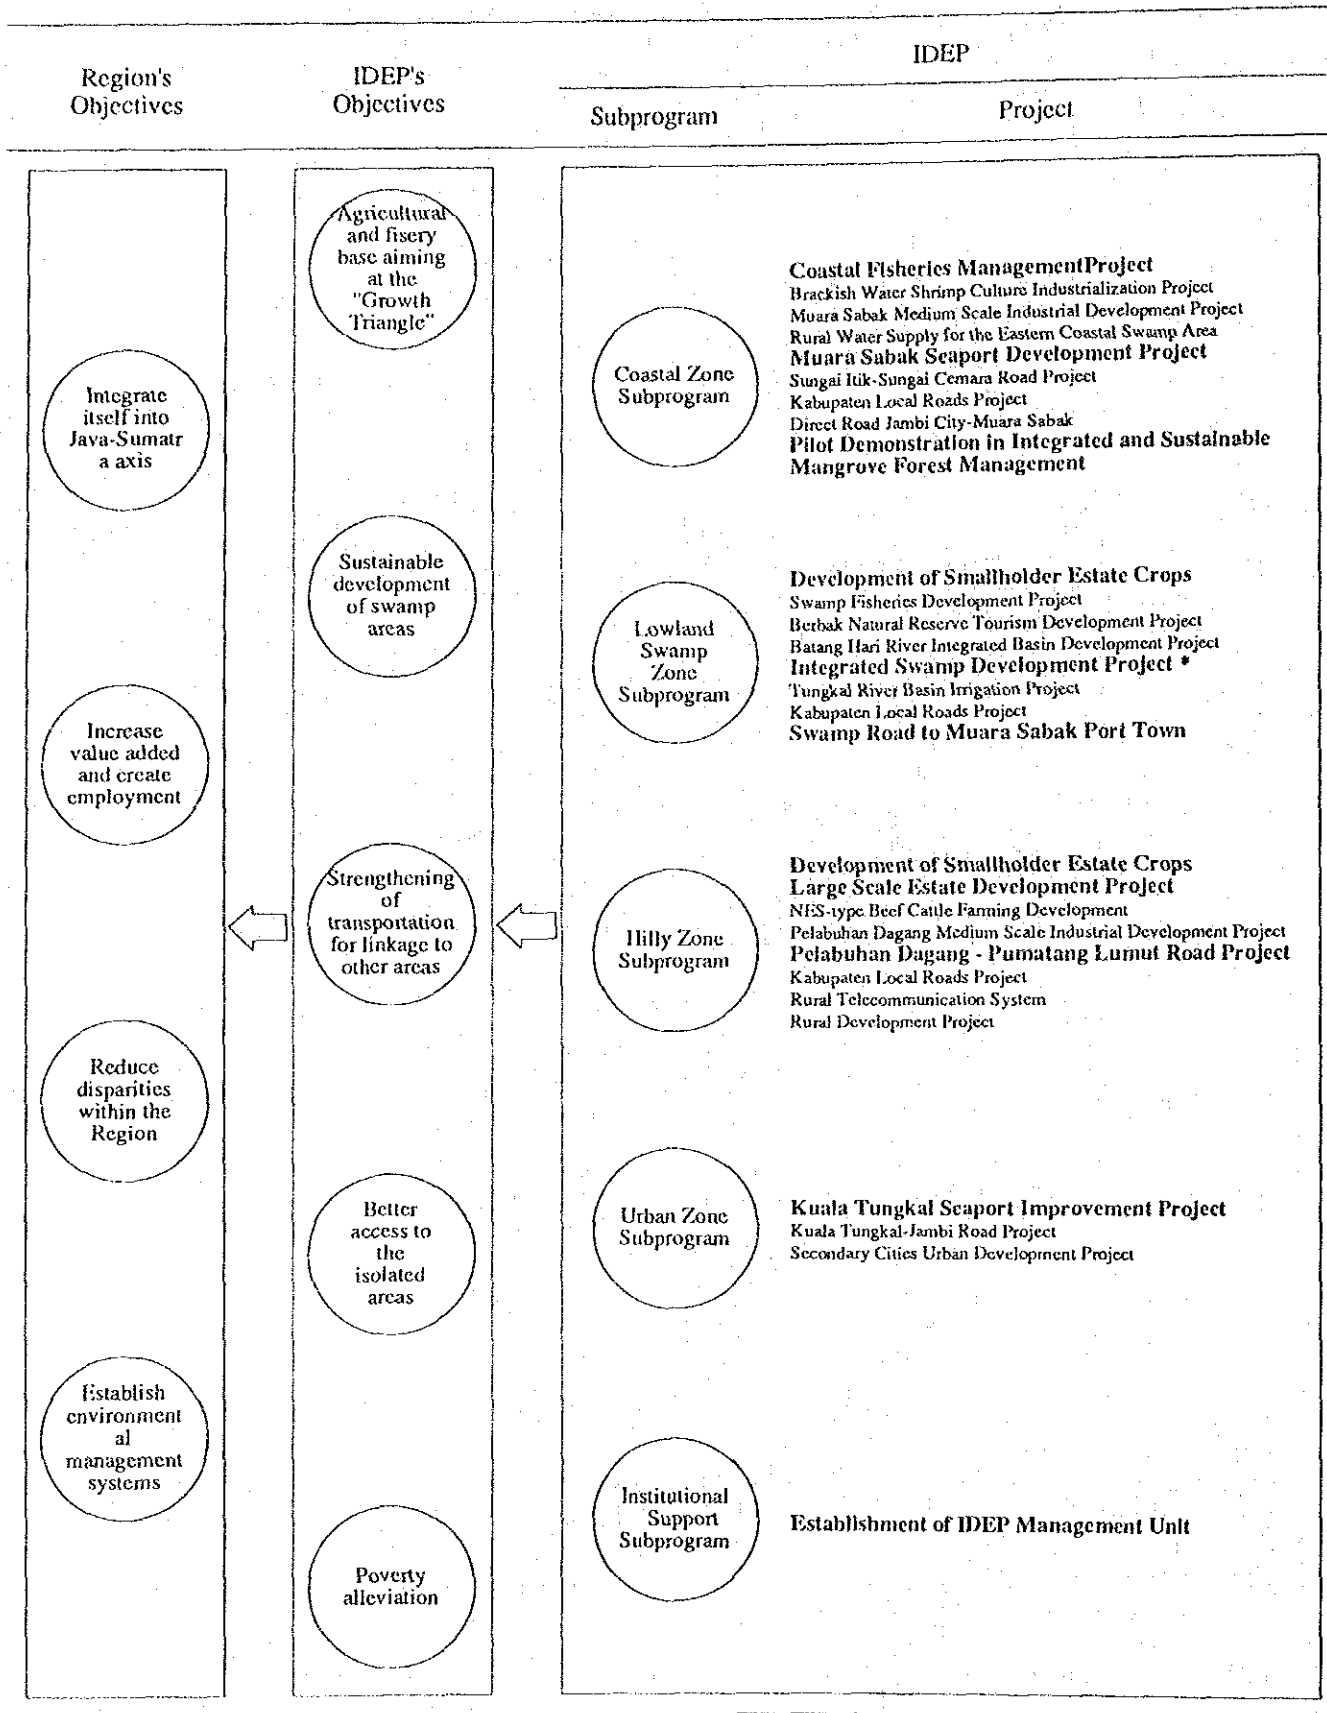 IDEP
Region's
Objectives
IDEP's
Objectives
Subprogram
Project
Integrate
itself into
Java-Sumatr
a axis
Increase
value added
and create
employment
Reduce
disparities
within the
Region
Establish
environment
al
management
systems
Agricultural
and fisery
base aiming
at the
"Growth
Triangle"
Sustainable
development
of swamp
areas
Strengthening
of
transportation
for linkage to
other areas
Better
access to
the
isolated
areas
Poverty
alleviation
Coastal Zone
Subprogram
Coastal Fisheries ManagementProject
Brackish Water Shrimp Culture Industrialization Project
Muara Sabak Medium Scale Industrial Development Project
Rural Water Supply for the Eastern Coastal Swamp Area
Muara Sabak Seaport Development Project
Sungai Itik-Sungai Cemara Road Project
Kabupaten Local Roads Project
Direct Road Jambi City-Muara Sabak
Pilot Demonstration in Integrated and Sustainable
Mangrove Forest Management
Lowland
Swamp
Zone
Subprogram
Development of Smallholder Estate Crops
Swamp Fisheries Development Project
Berbak Natural Reserve Tourism Development Project
Batang Hari River Integrated Basin Development Project
Integrated Swamp Development Project *
Tungkal River Basin Irrigation Project
Kabupaten Local Roads Project
Swamp Road to Muara Sabak Port Town
Hilly Zone
Subprogram
Development of Smallholder Estate Crops
Large Scale Estate Development Project
NES-type Beef Cattle Farming Development
Pelabuhan Dagang Medium Scale Industrial Development Project
Pelabuhan Dagang - Pumatang Lumut Road Project
Kabupaten Local Roads Project
Rural Telecommunication System
Rural Development Project
Urban Zone
Subprogram
Kuala Tungkal Seaport Improvement Project
Kuala Tungkal-Jambi Road Project
Secondary Cities Urban Development Project
Institutional
Support
Subprogram
Establishment of IDEP Management Unit